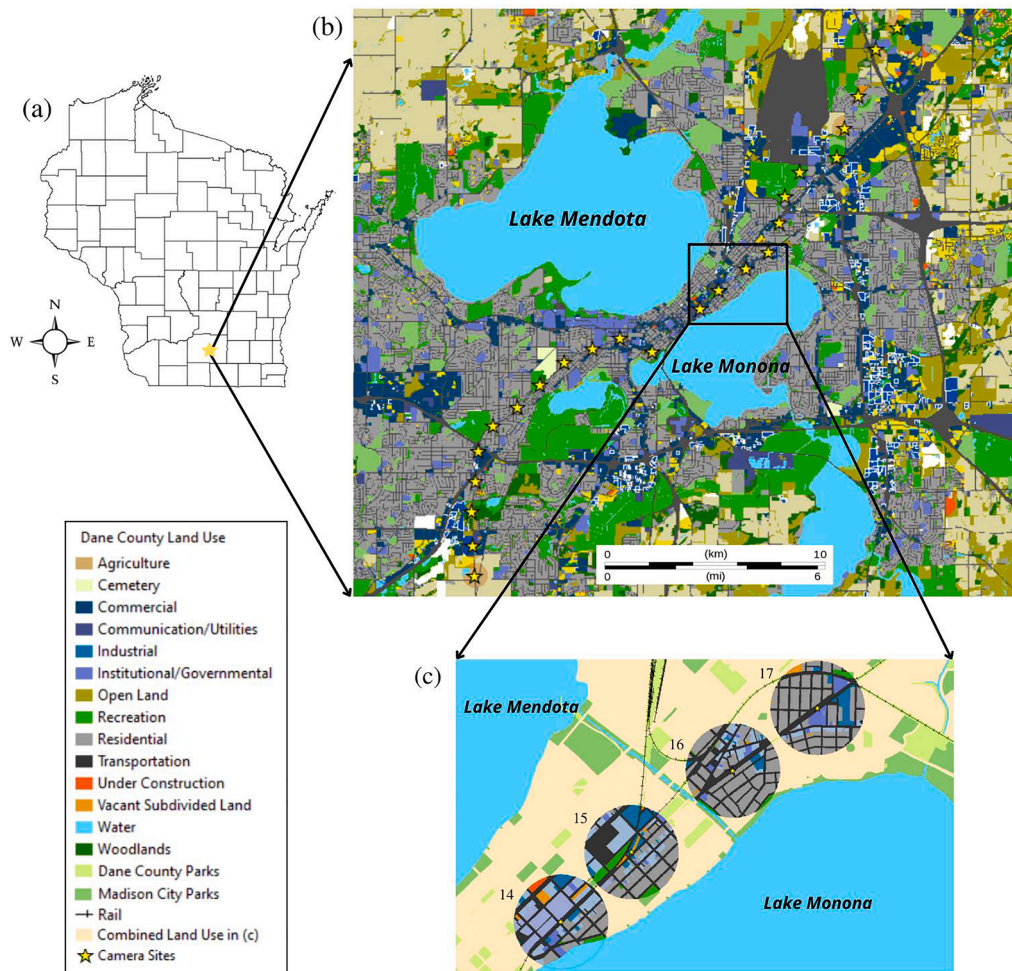 (a)
N
W E
S
(b)
Lake Mendota
Lake Monona
0 (km) 10
0 (mi) 6
Dane County Land Use
Agriculture
Cemetery
Commercial
Communication/Utilities
Industrial
Institutional/Governmental
Open Land
Recreation
Residential
Transportation
Under Construction
Vacant Subdivided Land
Water
Woodlands
Dane County Parks
Madison City Parks
Rail
Combined Land Use in (c)
Camera Sites
(c)
Lake Mendota
17
16
15
14
Lake Monona